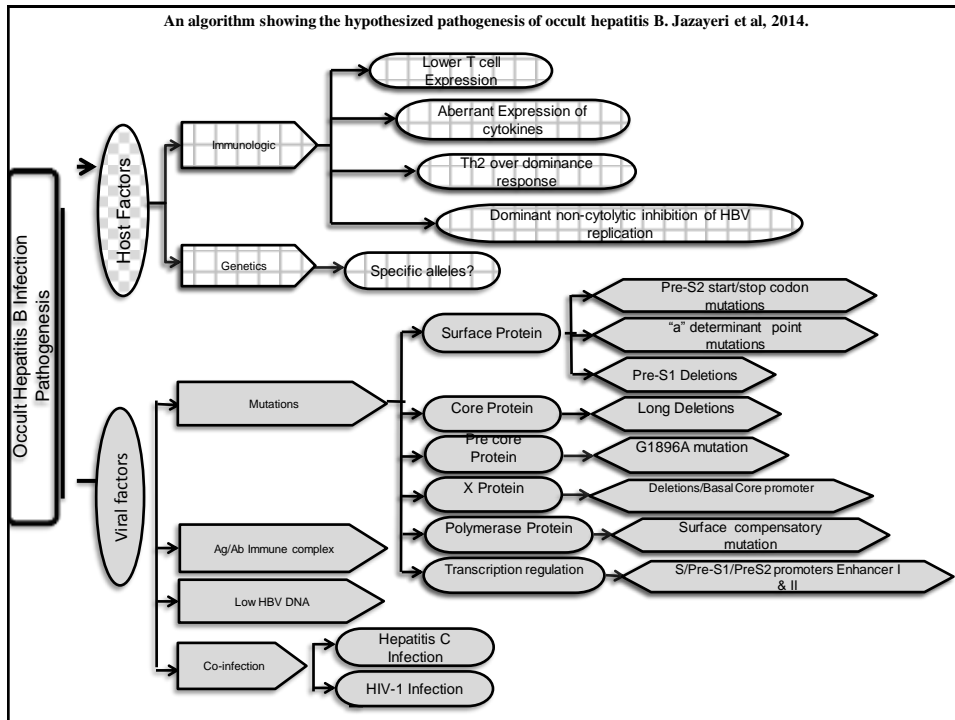 An algorithm showing the hypothesized pathogenesis of occult hepatitis B. Jazayeri et al, 2014.
Occult Hepatitis B Infection
Pathogenesis
Host Factors
Immunologic
Lower T cell
Expression
Aberrant Expression of
cytokines
Th2 over dominance
response
Dominant non-cytolytic inhibition of HBV
replication
Genetics
Specific alleles?
Viral factors
Mutations
Surface Protein
Pre-S2 start/stop codon
mutations
“a” determinant point
mutations
Pre-S1 Deletions
Core Protein
Long Deletions
Pre core
Protein
G1896A mutation
X Protein
Deletions/Basal Core promoter
Polymerase Protein
Surface compensatory
mutation
Transcription regulation
S/Pre-S1/PreS2 promoters Enhancer I
& II
Ag/Ab Immune complex
Low HBV DNA
Co-infection
Hepatitis C
Infection
HIV-1 Infection